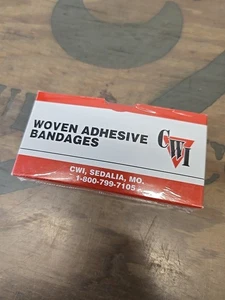 WOVEN ADHESIVE
BANDAGES
CWI
CWI, SEDALIA, MO.
1-800-799-7105